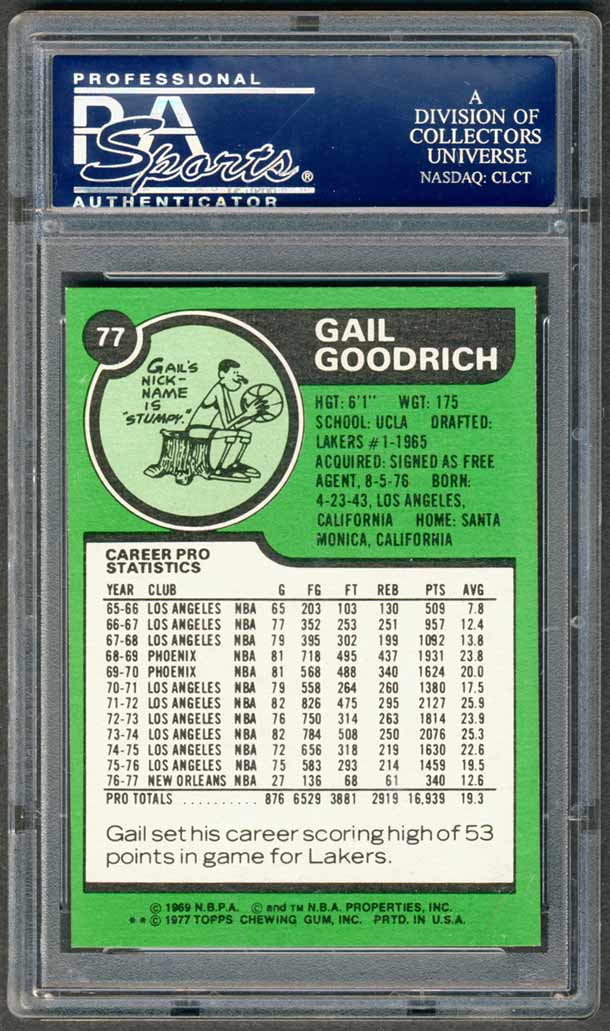 PROFESSIONAL
PSA
Sports®
AUTHENTICATOR
A
DIVISION OF
COLLECTORS
UNIVERSE
NASDAQ: CLCT
77
GAIL'S
NICK-
NAME
IS
"STUMPY."
GAIL
GOODRICH
HGT: 6'1" WGT: 175
SCHOOL: UCLA DRAFTED:
LAKERS #1-1965
ACQUIRED: SIGNED AS FREE
AGENT, 8-5-76 BORN:
4-23-43, LOS ANGELES,
CALIFORNIA HOME: SANTA
MONICA, CALIFORNIA
CAREER PRO
STATISTICS
YEAR CLUB G FG FT REB PTS AVG
65-66 LOS ANGELES NBA 65 203 103 130 509 7.8
66-67 LOS ANGELES NBA 77 352 253 251 957 12.4
67-68 LOS ANGELES NBA 79 395 302 199 1092 13.8
68-69 PHOENIX NBA 81 718 495 437 1931 23.8
69-70 PHOENIX NBA 81 568 488 340 1624 20.0
70-71 LOS ANGELES NBA 79 558 264 260 1380 17.5
71-72 LOS ANGELES NBA 82 826 475 295 2127 25.9
72-73 LOS ANGELES NBA 76 750 314 263 1814 23.9
73-74 LOS ANGELES NBA 82 784 508 250 2076 25.3
74-75 LOS ANGELES NBA 72 656 318 219 1630 22.6
75-76 LOS ANGELES NBA 75 583 293 214 1459 19.5
76-77 NEW ORLEANS NBA 27 136 68 61 340 12.6
PRO TOTALS .......... 876 6529 3881 2919 16,939 19.3
Gail set his career scoring high of 53
points in game for Lakers.
© 1969 N.B.P.A. © and TM N.B.A. PROPERTIES, INC.
* * © 1977 TOPPS CHEWING GUM, INC. PRTD. IN U.S.A.